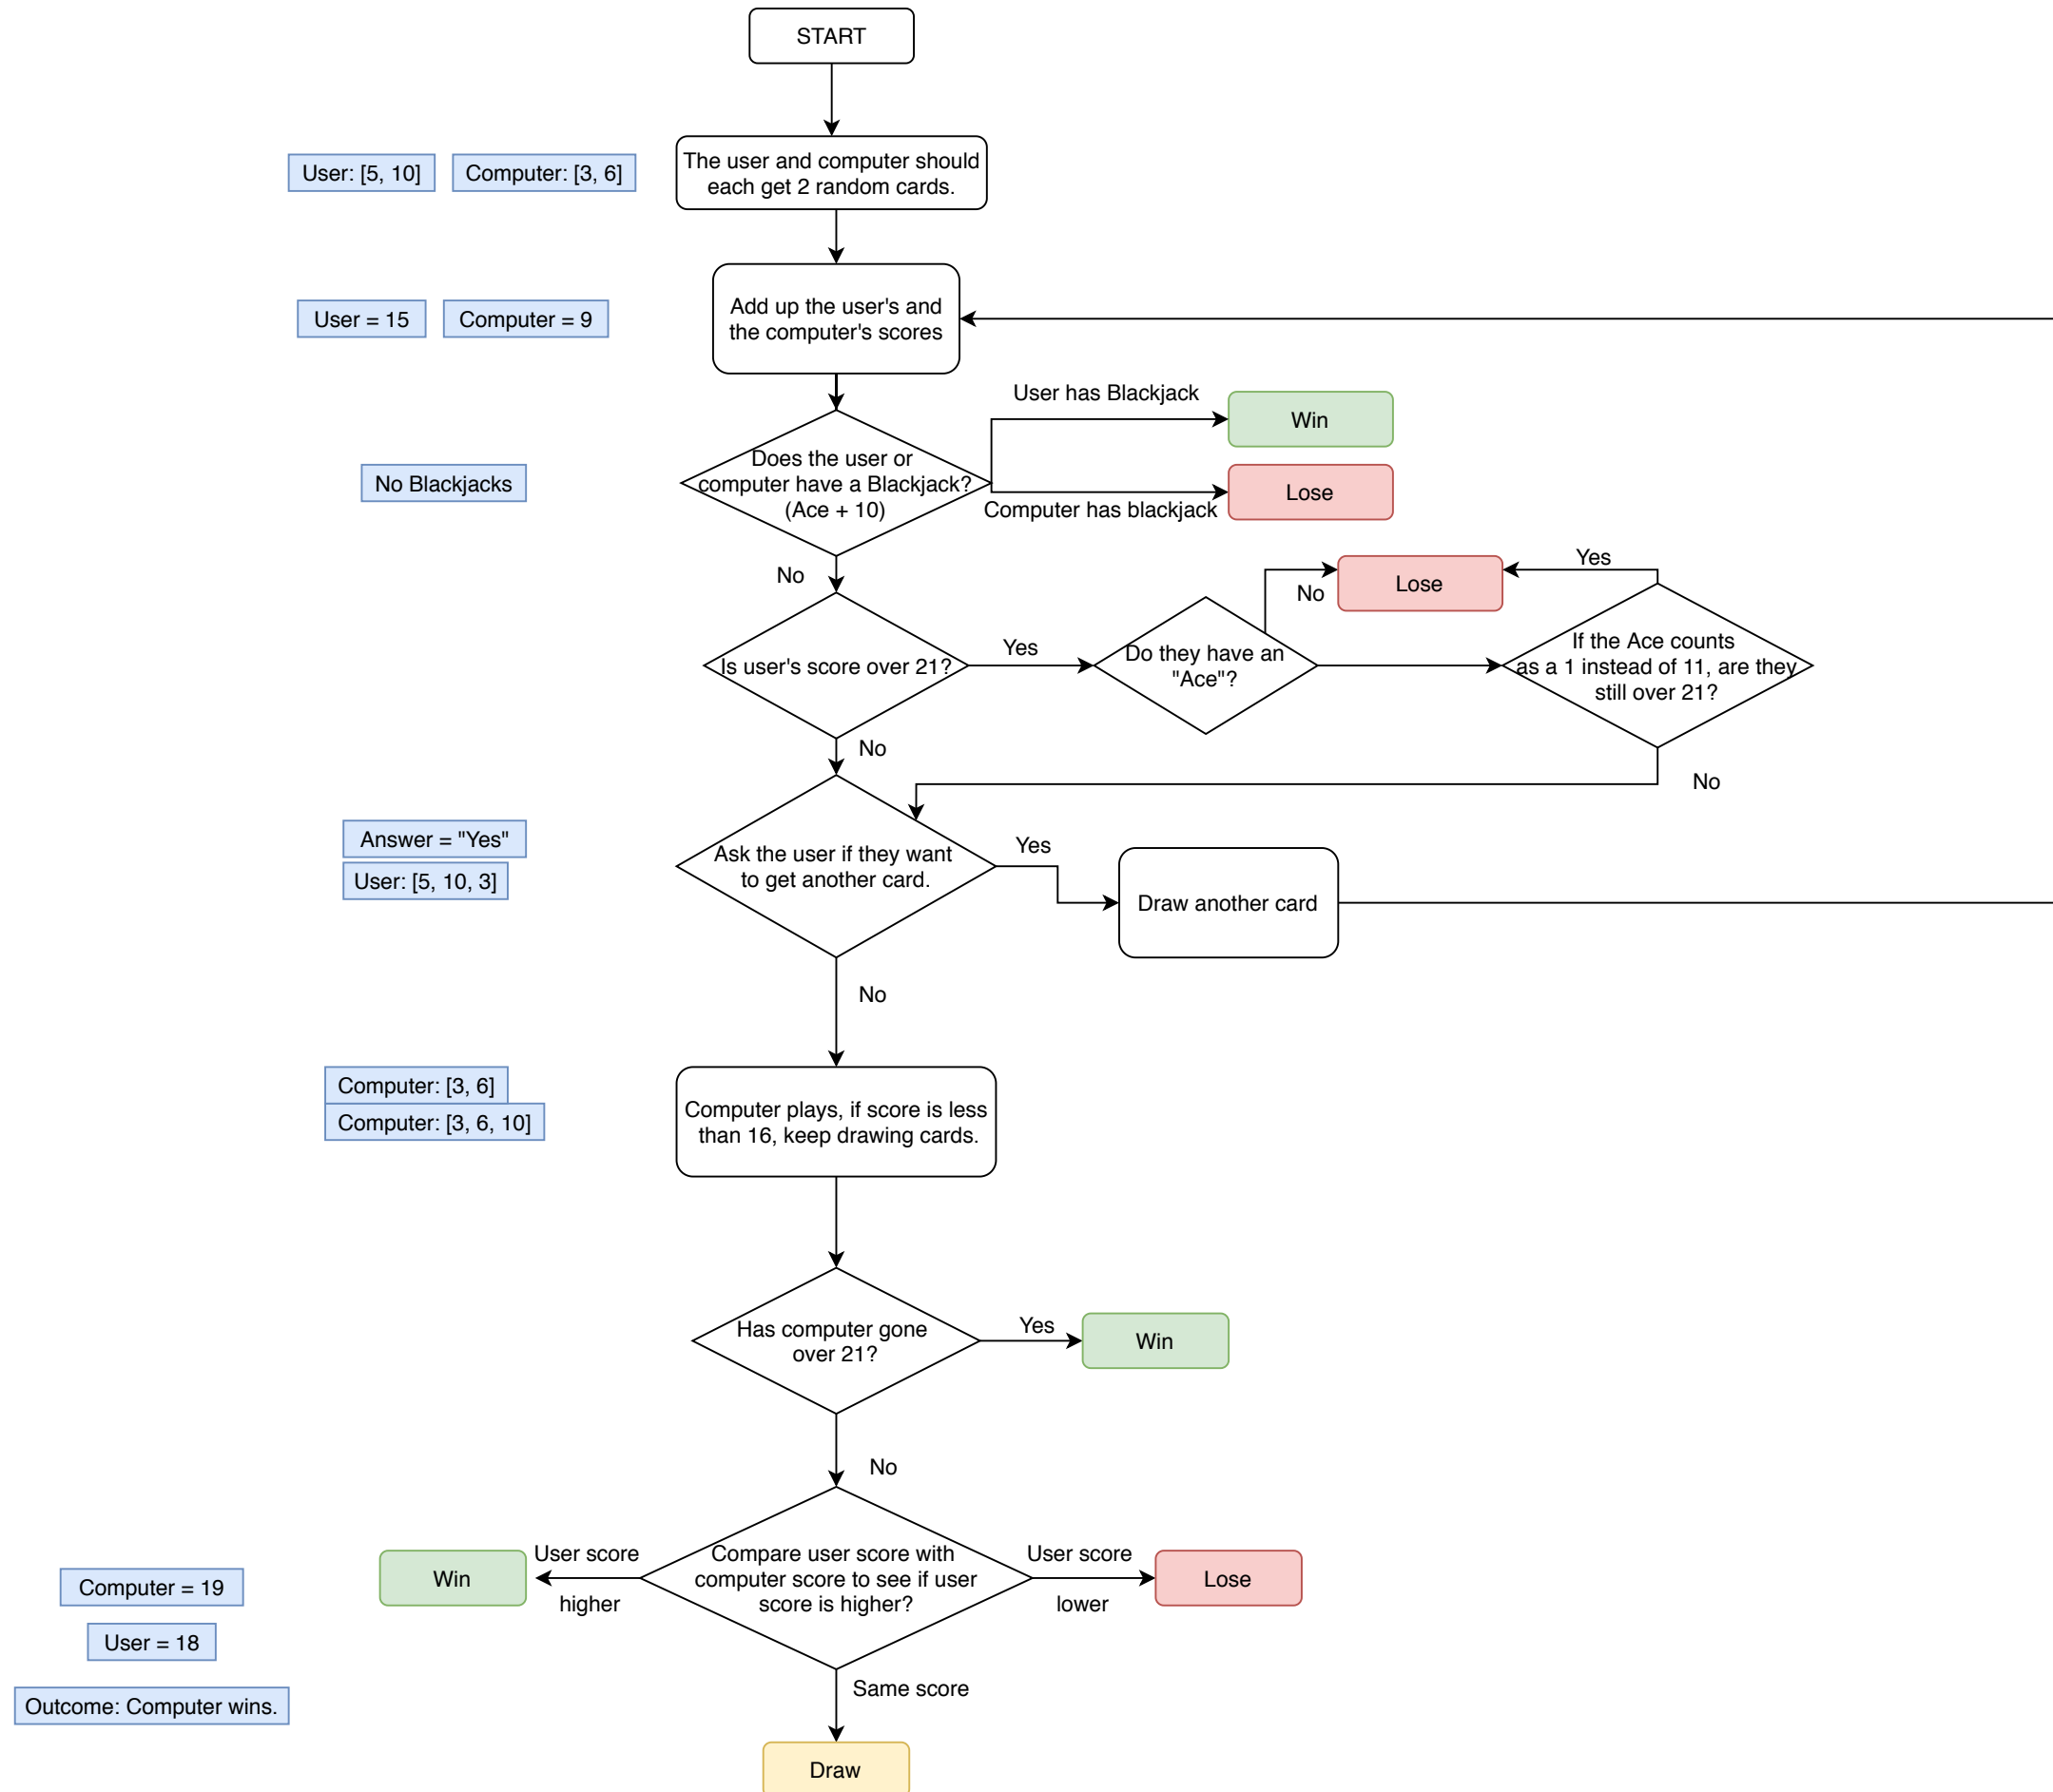 START
User: [5, 10]
Computer: [3, 6]
The user and computer should
each get 2 random cards.
User = 15
Computer = 9
Add up the user's and
the computer's scores
User has Blackjack
Win
No Blackjacks
Does the user or
computer have a Blackjack?
(Ace + 10)
Lose
Computer has blackjack
No
Is user's score over 21?
Yes
Do they have an
"Ace"?
No
Lose
Yes
If the Ace counts
as a 1 instead of 11, are they
still over 21?
No
No
Answer = "Yes"
User: [5, 10, 3]
Ask the user if they want
to get another card.
Yes
Draw another card
No
Computer: [3, 6]
Computer: [3, 6, 10]
Computer plays, if score is less
than 16, keep drawing cards.
Has computer gone
over 21?
Yes
Win
No
Computer = 19
User = 18
Outcome: Computer wins.
Win
User score
higher
Compare user score with
computer score to see if user
score is higher?
User score
lower
Lose
Same score
Draw